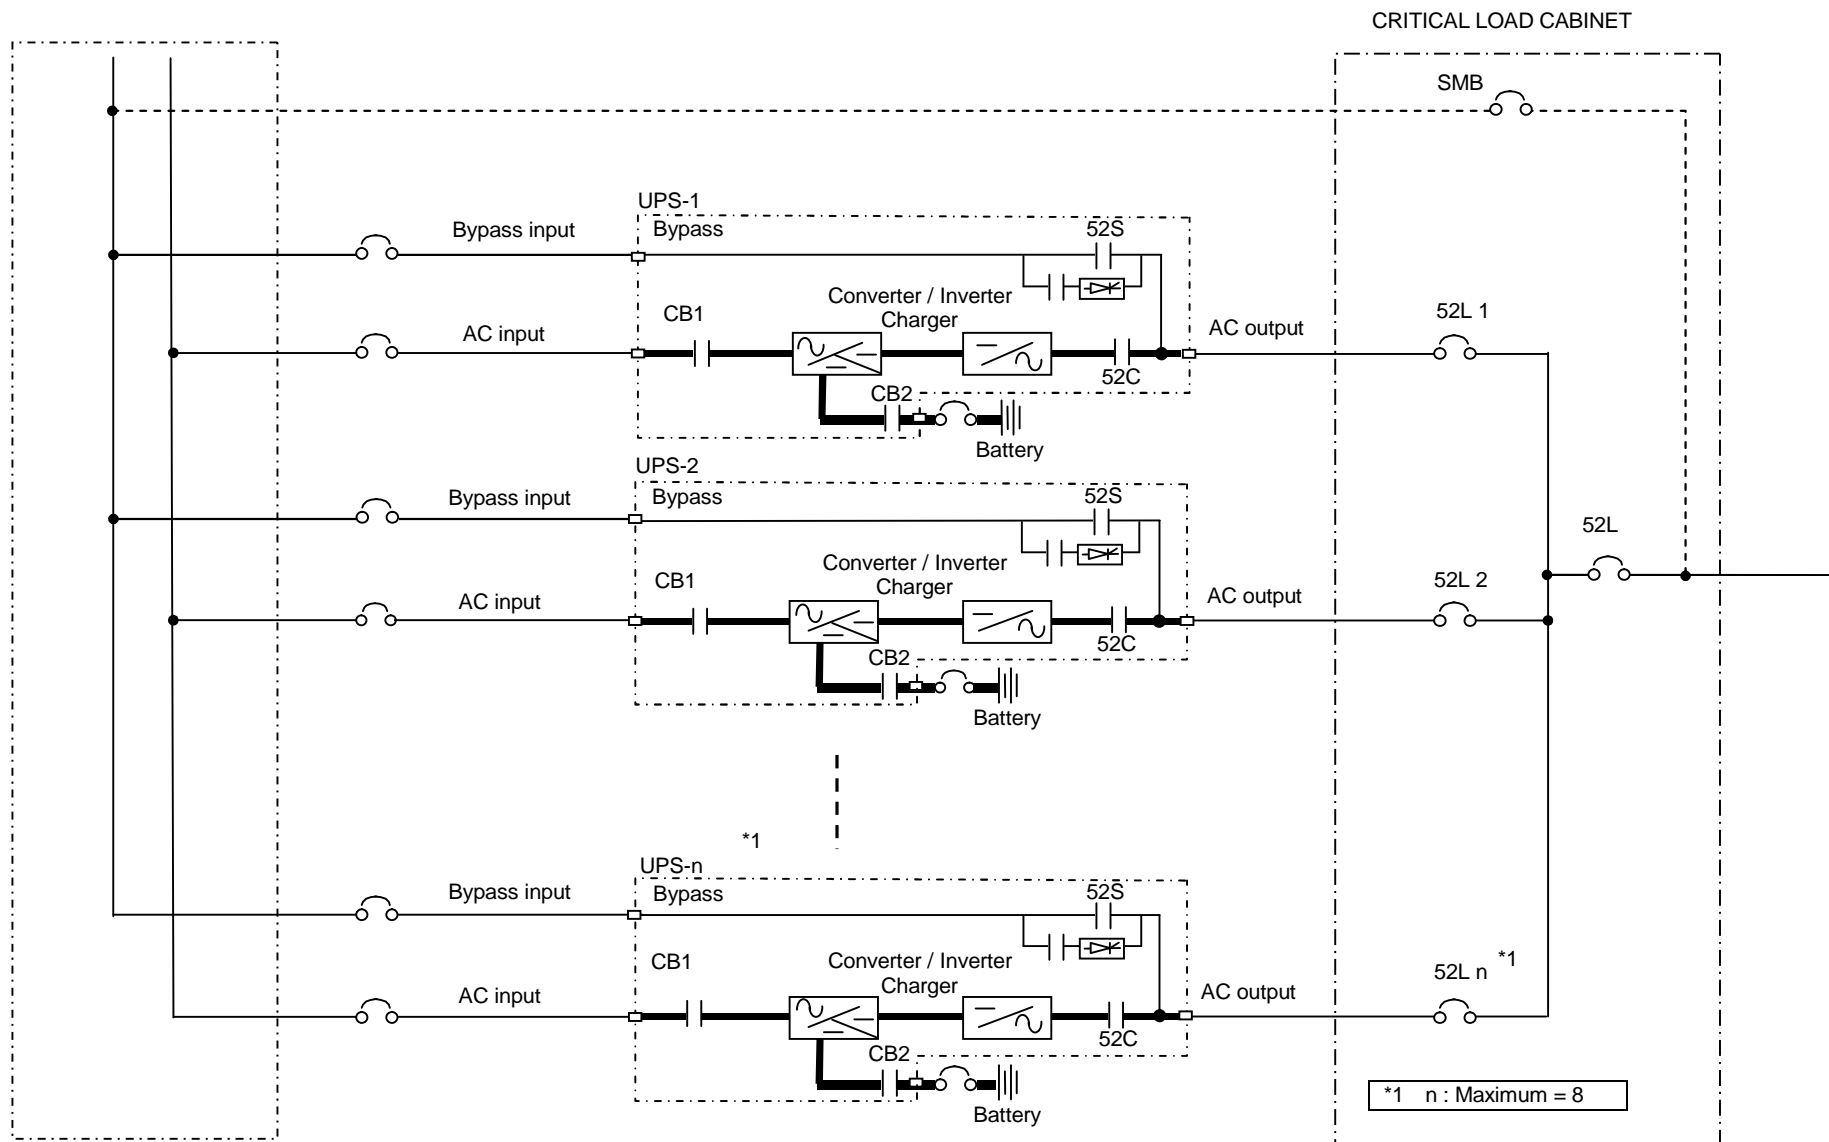 CRITICAL LOAD CABINET
SMB
UPS-1
Bypass input
Bypass
52S
Converter / Inverter
Charger
CB1
AC input
AC output
52L 1
52C
CB2
Battery
UPS-2
Bypass input
Bypass
52S
52L
Converter / Inverter
Charger
CB1
AC input
AC output
52L 2
52C
CB2
Battery
*1
UPS-n
Bypass input
Bypass
52S
Converter / Inverter
Charger
CB1
AC input
AC output
52L n *1
52C
CB2
Battery
*1 n : Maximum = 8